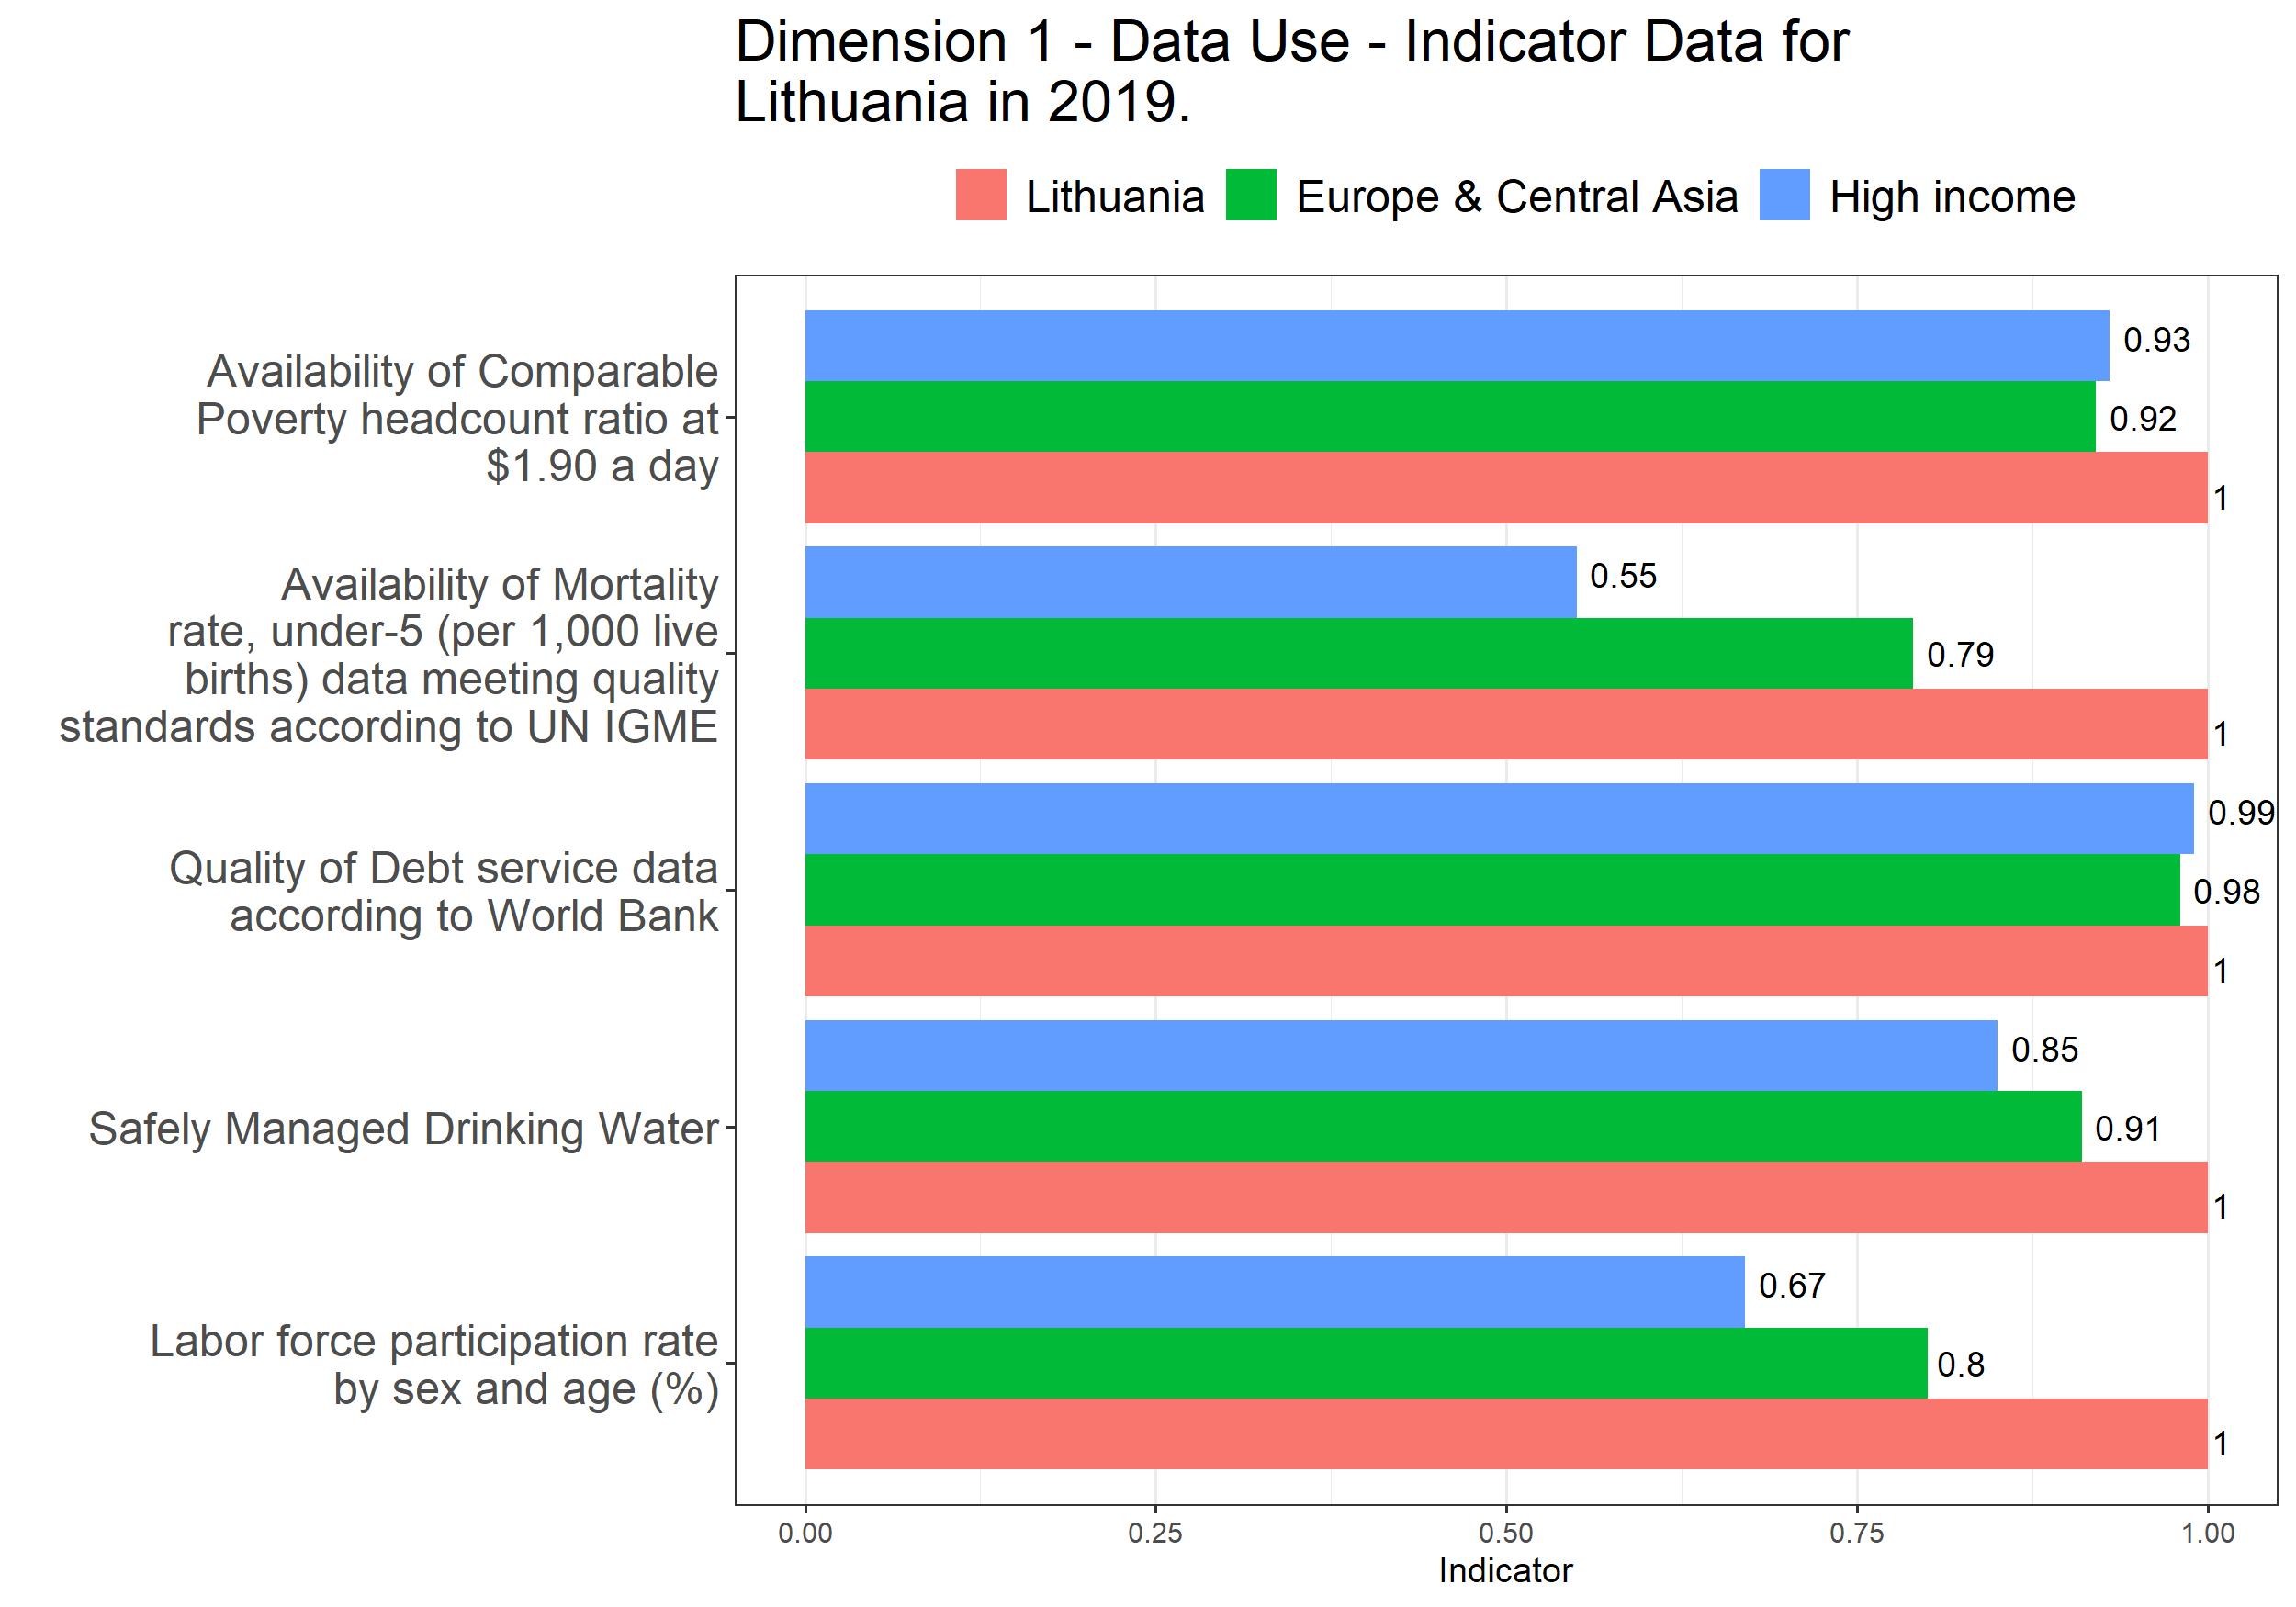 Dimension 1 - Data Use - Indicator Data for
Lithuania in 2019.
Lithuania
Europe & Central Asia
High income
Availability of Comparable
Poverty headcount ratio at
$1.90 a day
0.93
0.92
1
Availability of Mortality
rate, under-5 (per 1,000 live
births) data meeting quality
standards according to UN IGME
0.55
0.79
1
Quality of Debt service data
according to World Bank
0.99
0.98
1
Safely Managed Drinking Water
0.85
0.91
1
Labor force participation rate
by sex and age (%)
0.67
0.8
1
0.00
0.25
0.50
0.75
1.00
Indicator